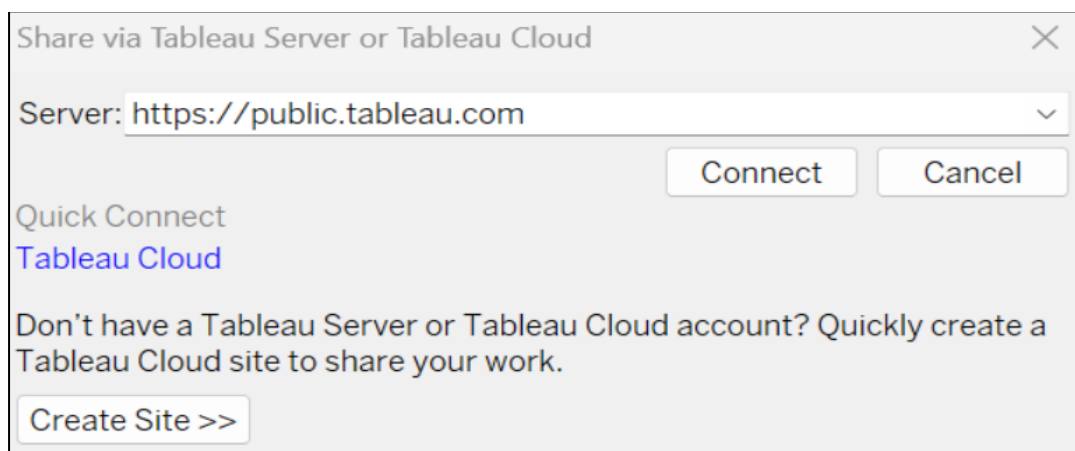 Share via Tableau Server or Tableau Cloud
Server: https://public.tableau.com
Connect Cancel
Quick Connect
Tableau Cloud
Don't have a Tableau Server or Tableau Cloud account? Quickly create a
Tableau Cloud site to share your work.
Create Site >>